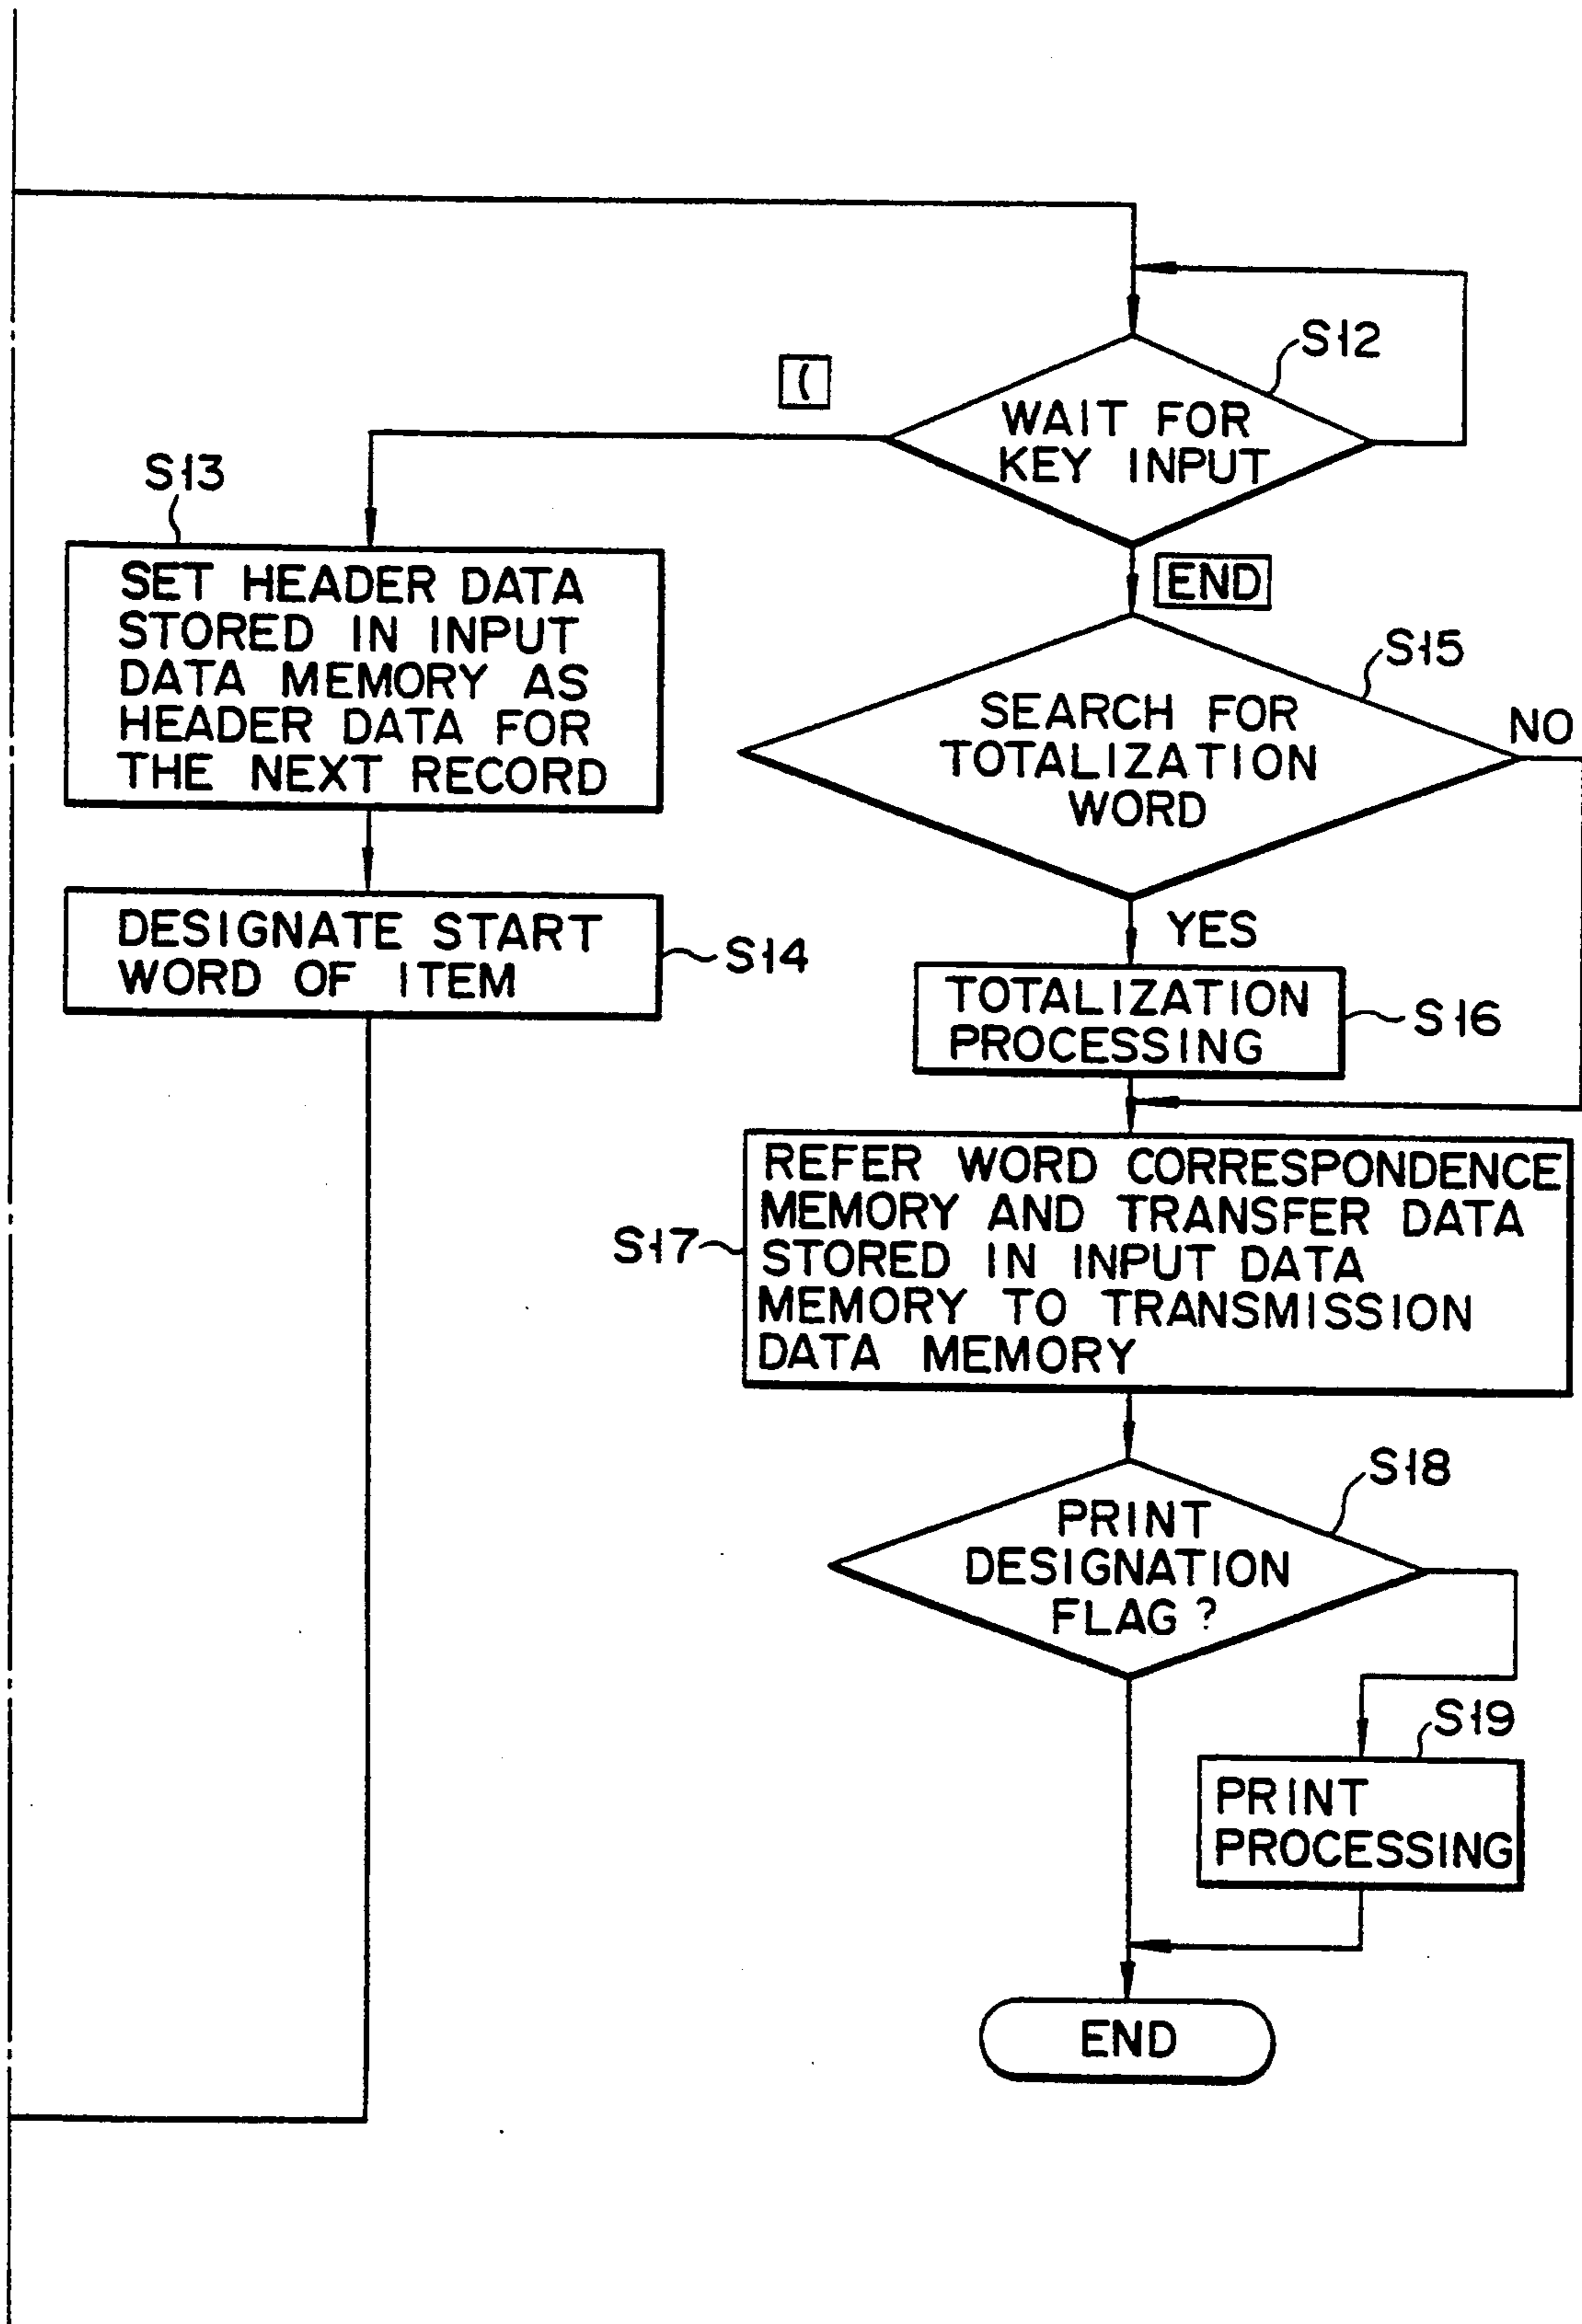 S12
(
WAIT FOR
KEY INPUT
S13
SET HEADER DATA
STORED IN INPUT
DATA MEMORY AS
HEADER DATA FOR
THE NEXT RECORD
END
S15
SEARCH FOR
TOTALIZATION
WORD
NO
DESIGNATE START
WORD OF ITEM
S14
YES
TOTALIZATION
PROCESSING
S16
REFER WORD CORRESPONDENCE
MEMORY AND TRANSFER DATA
STORED IN INPUT DATA
MEMORY TO TRANSMISSION
DATA MEMORY
S17
S18
PRINT
DESIGNATION
FLAG ?
S19
PRINT
PROCESSING
END